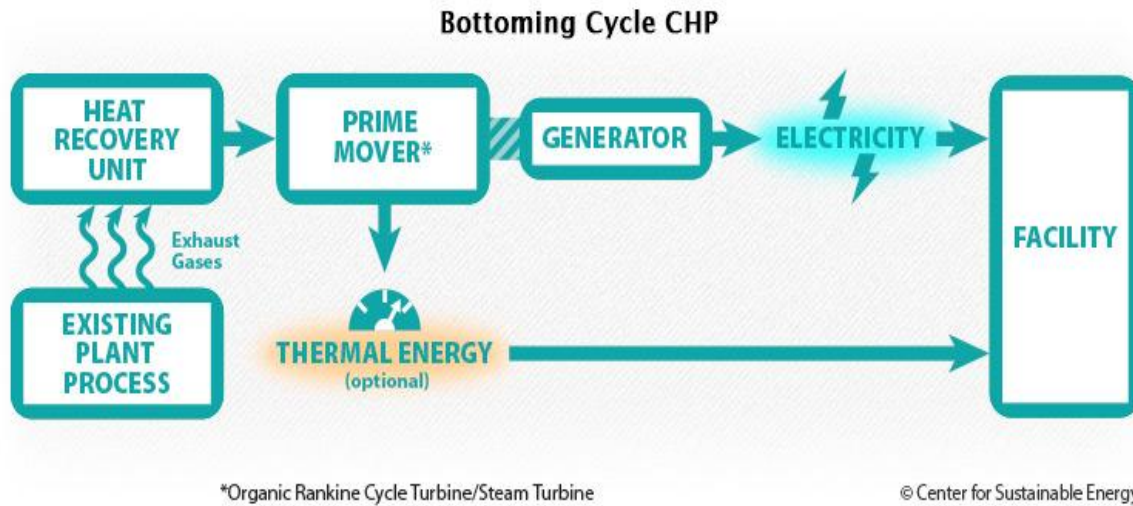 Bottoming Cycle CHP
HEAT
RECOVERY
UNIT
PRIME
MOVER*
GENERATOR
ELECTRICITY
FACILITY
Exhaust
Gases
EXISTING
PLANT
PROCESS
THERMAL ENERGY
(optional)
*Organic Rankine Cycle Turbine/Steam Turbine
© Center for Sustainable Energy